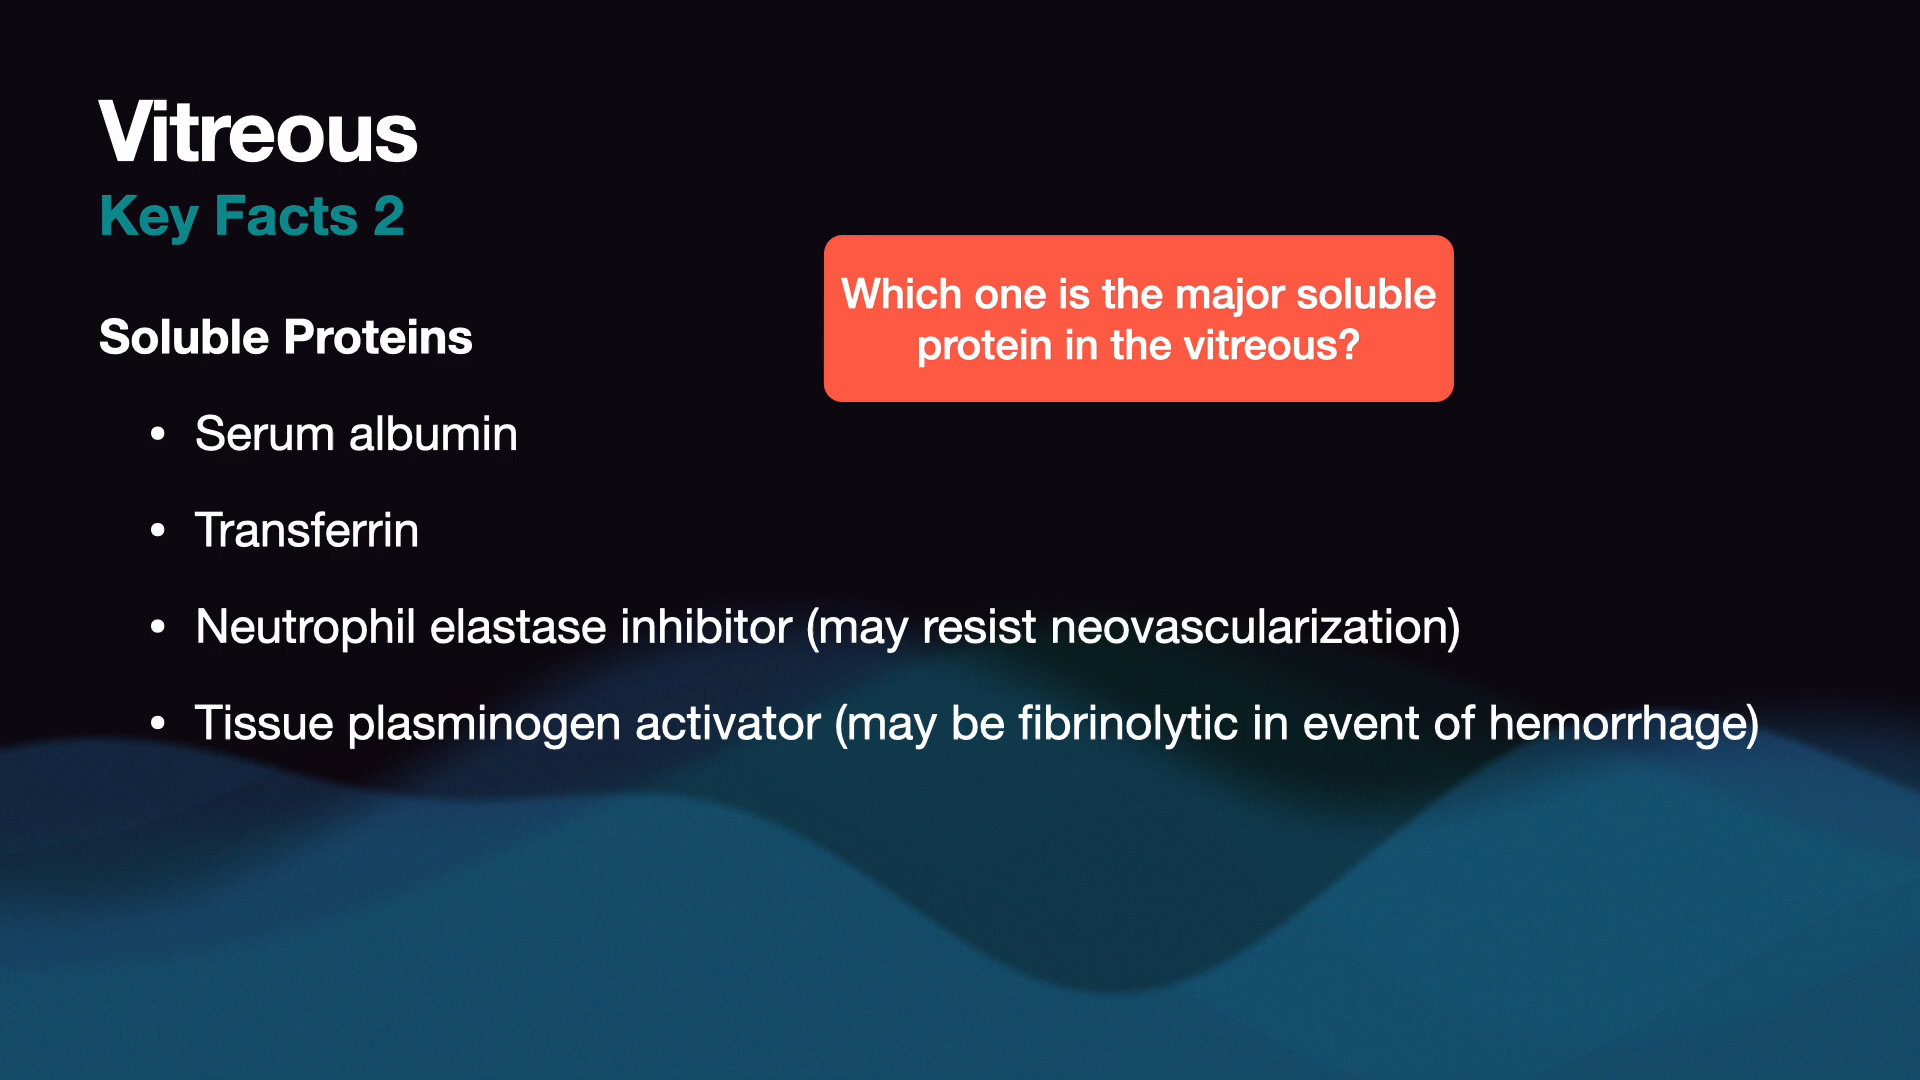 Vitreous
Key Facts 2
Which one is the major soluble
protein in the vitreous?
Soluble Proteins
• Serum albumin
• Transferrin
• Neutrophil elastase inhibitor (may resist neovascularization)
• Tissue plasminogen activator (may be fibrinolytic in event of hemorrhage)